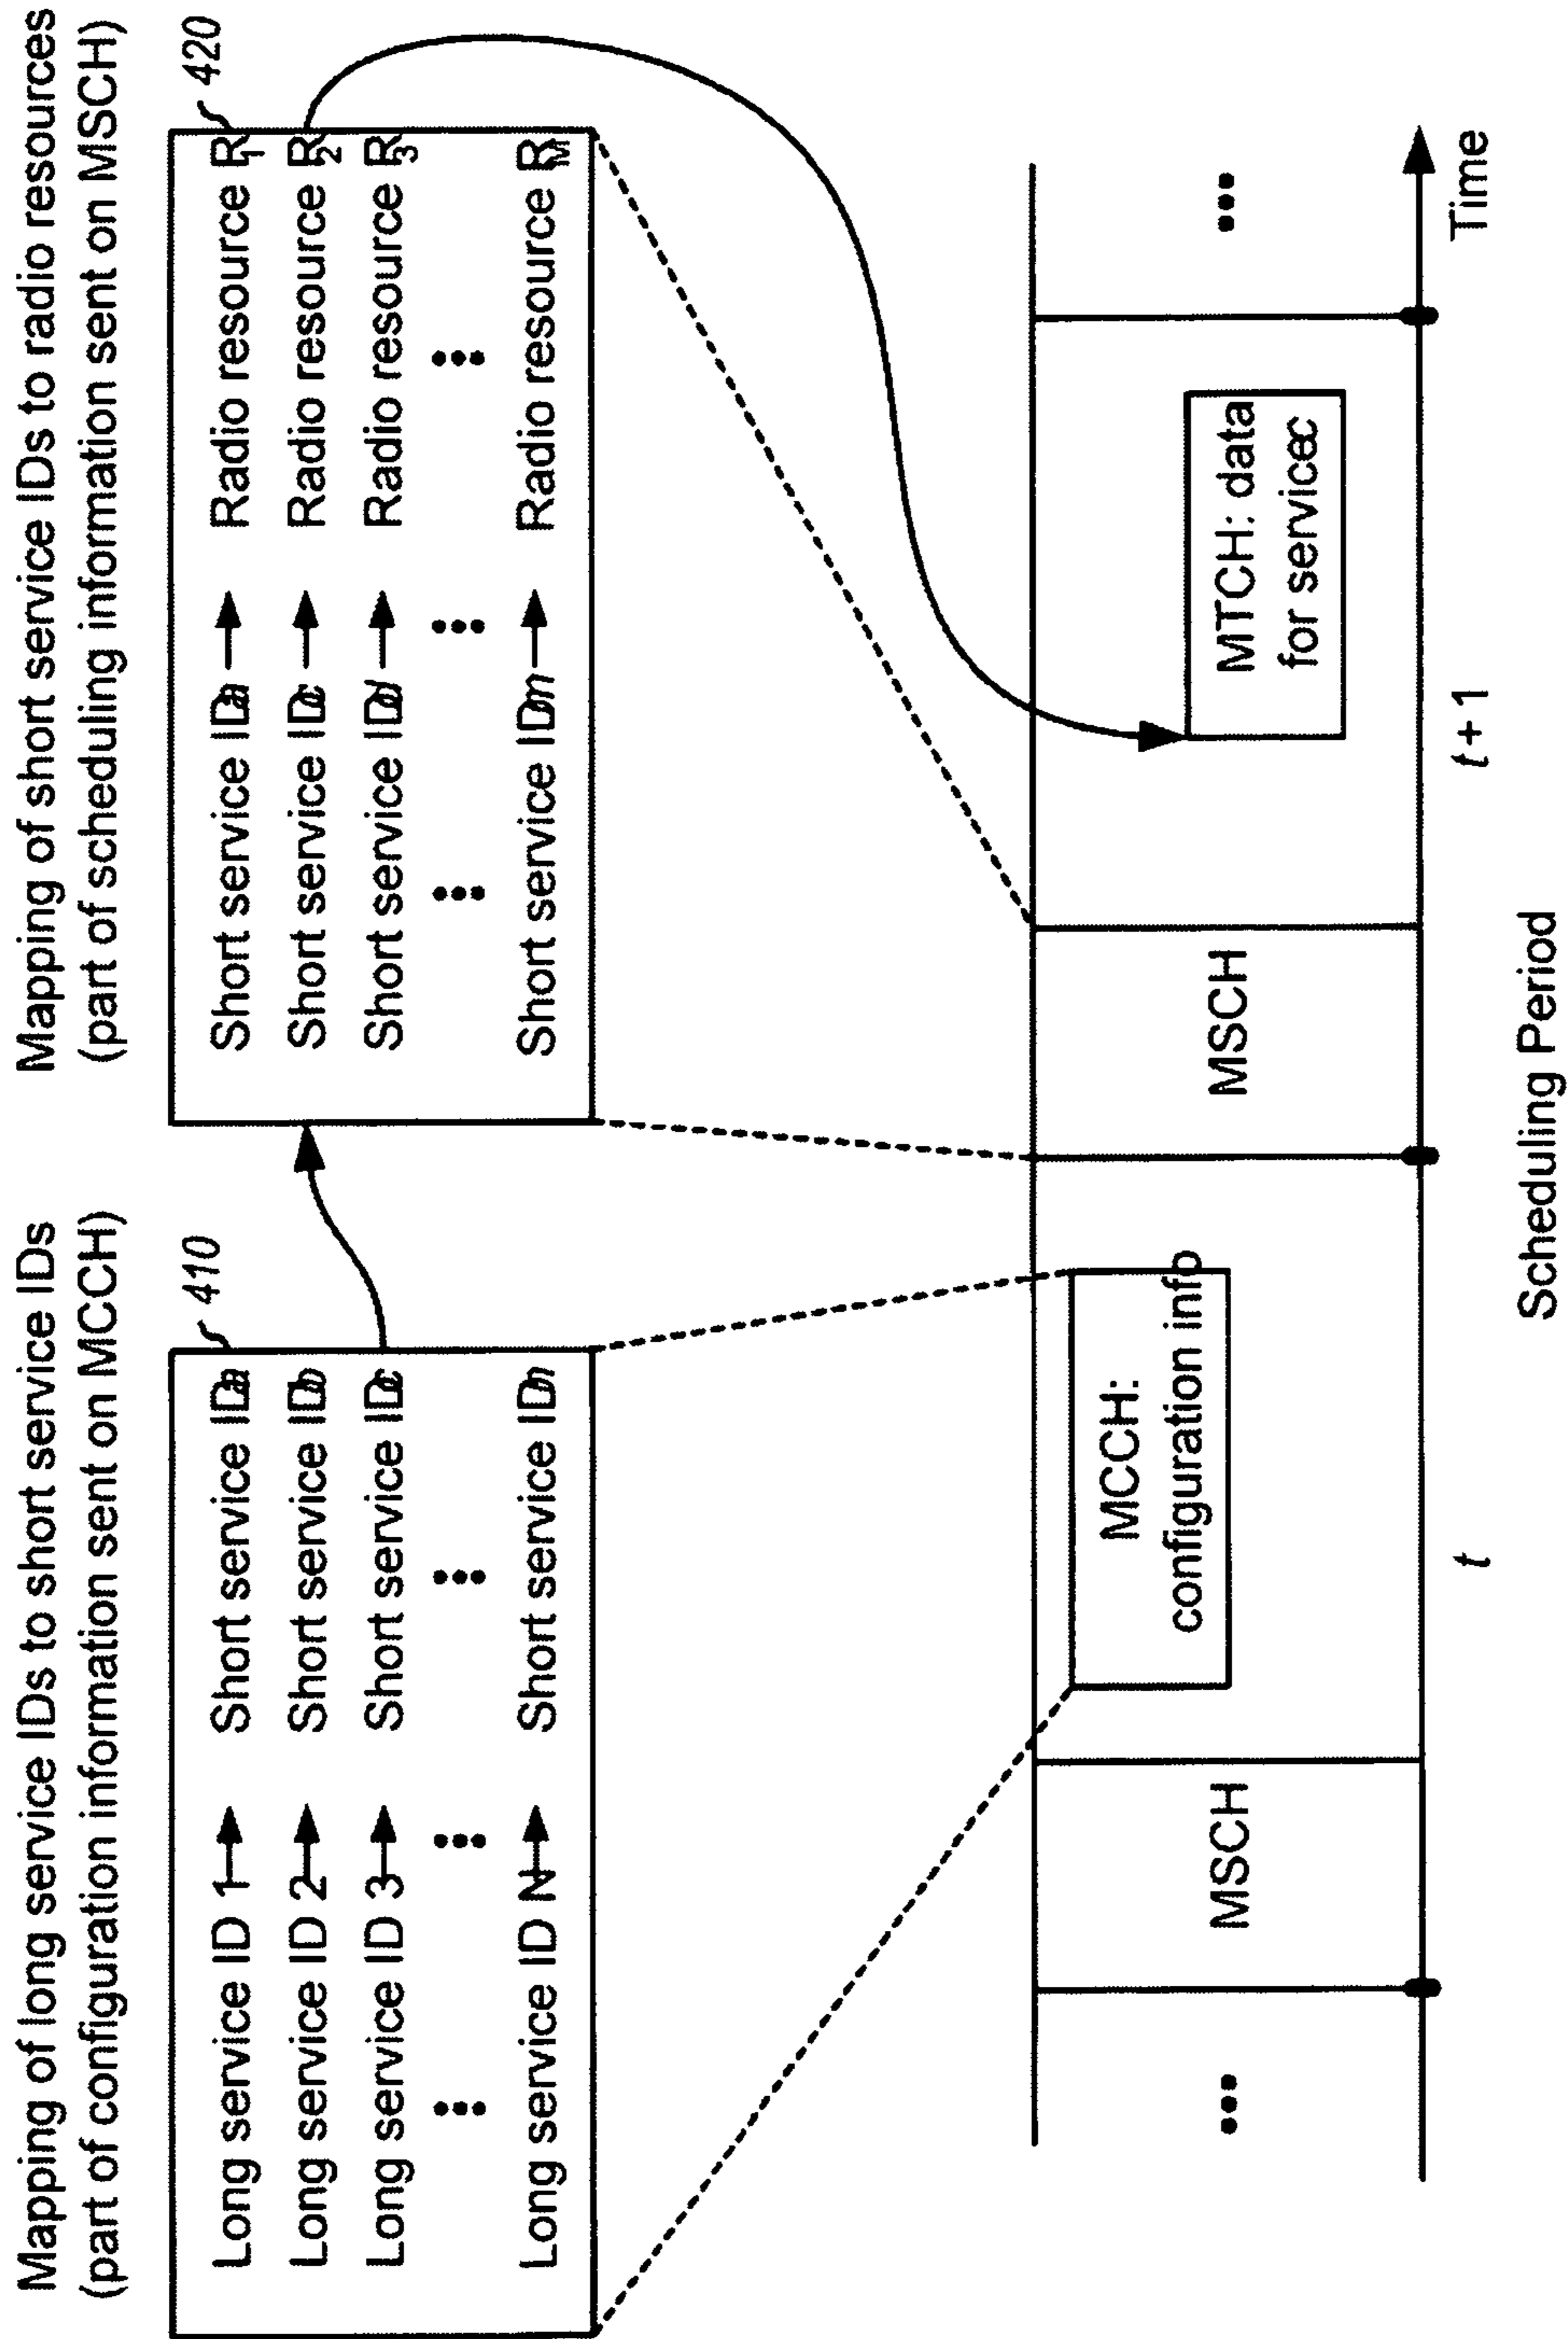 Mapping of long service IDs to short service IDs
(part of configuration information sent on MCCH)
410
Long service ID 1 Short service ID a
Long service ID 2 Short service ID b
Long service ID 3 Short service ID c
... ... ...
Long service ID N Short service ID n
Mapping of short service IDs to radio resources
(part of scheduling information sent on MSCH)
420
Short service ID a Radio resource R1
Short service ID c Radio resource R2
Short service ID d Radio resource R3
... ... ...
Short service ID m Radio resource RM
...
MSCH
MCCH:
configuration info
MSCH
MTCH: data
for service c
...
t
t+1
Time
Scheduling Period